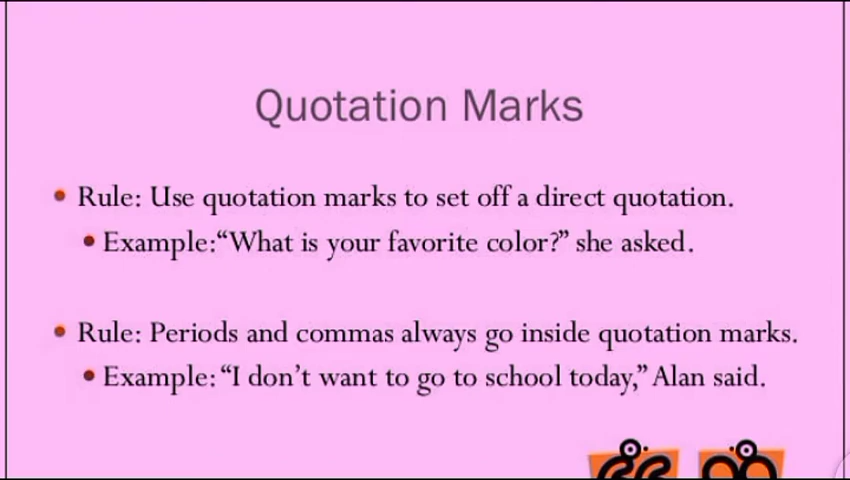 Quotation Marks
Rule: Use quotation marks to set off a direct quotation.
Example:“What is your favorite color?” she asked.
Rule: Periods and commas always go inside quotation marks.
Example: “I don’t want to go to school today,” Alan said.